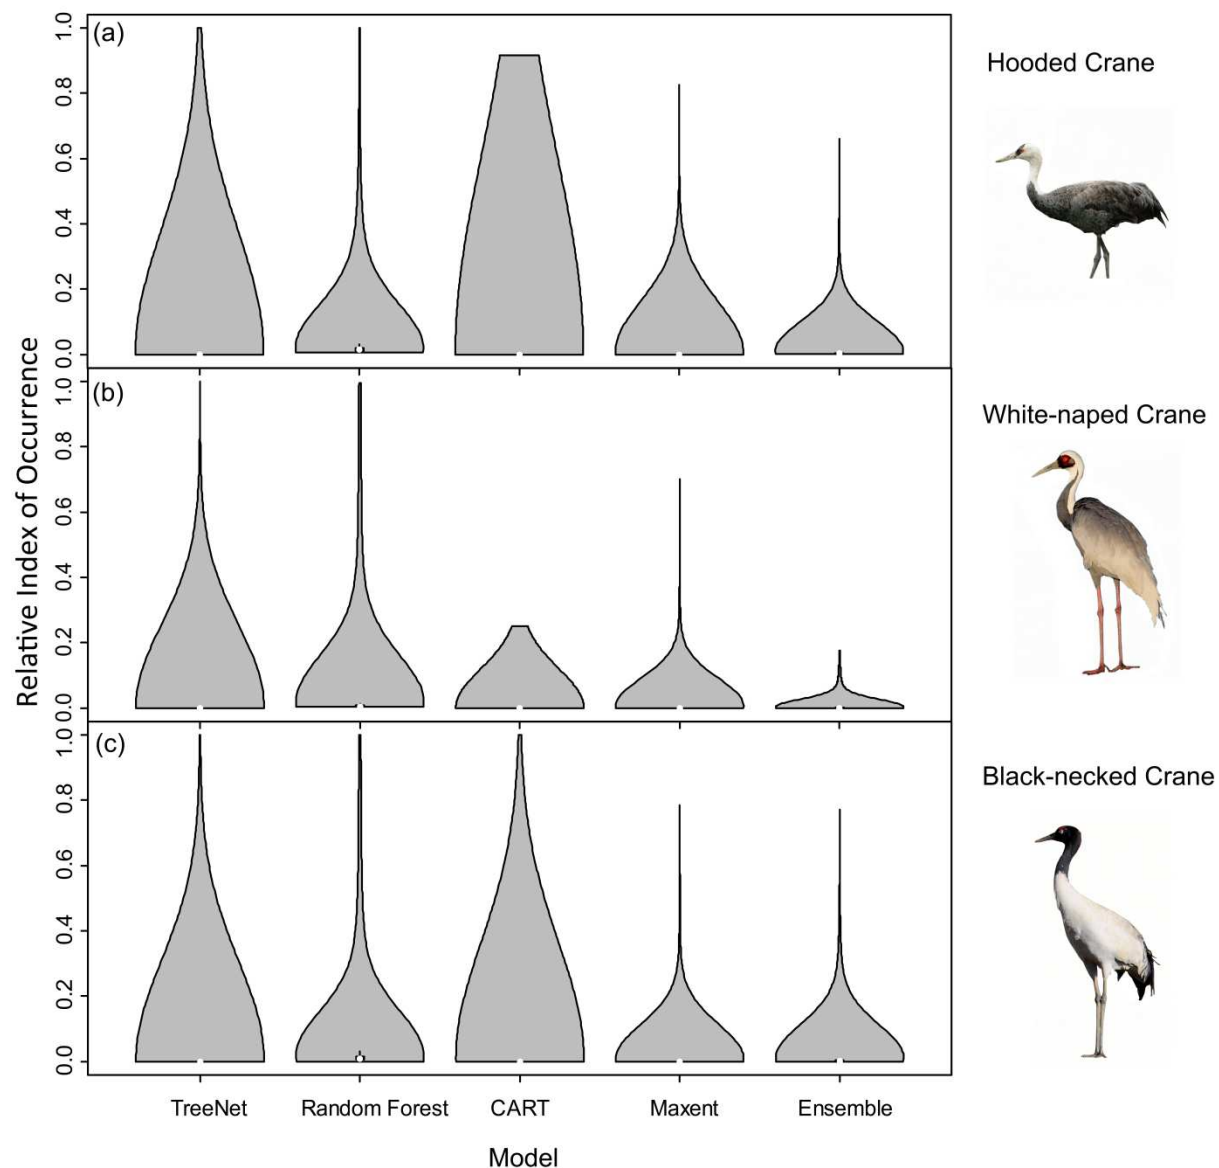 (a)
1.0
0.8
0.6
0.4
0.2
0.0
Hooded Crane
(b)
1.0
0.8
0.6
0.4
0.2
0.0
White-naped Crane
(c)
1.0
0.8
0.6
0.4
0.2
0.0
Black-necked Crane
Relative Index of Occurrence
TreeNet Random Forest CART Maxent Ensemble
Model